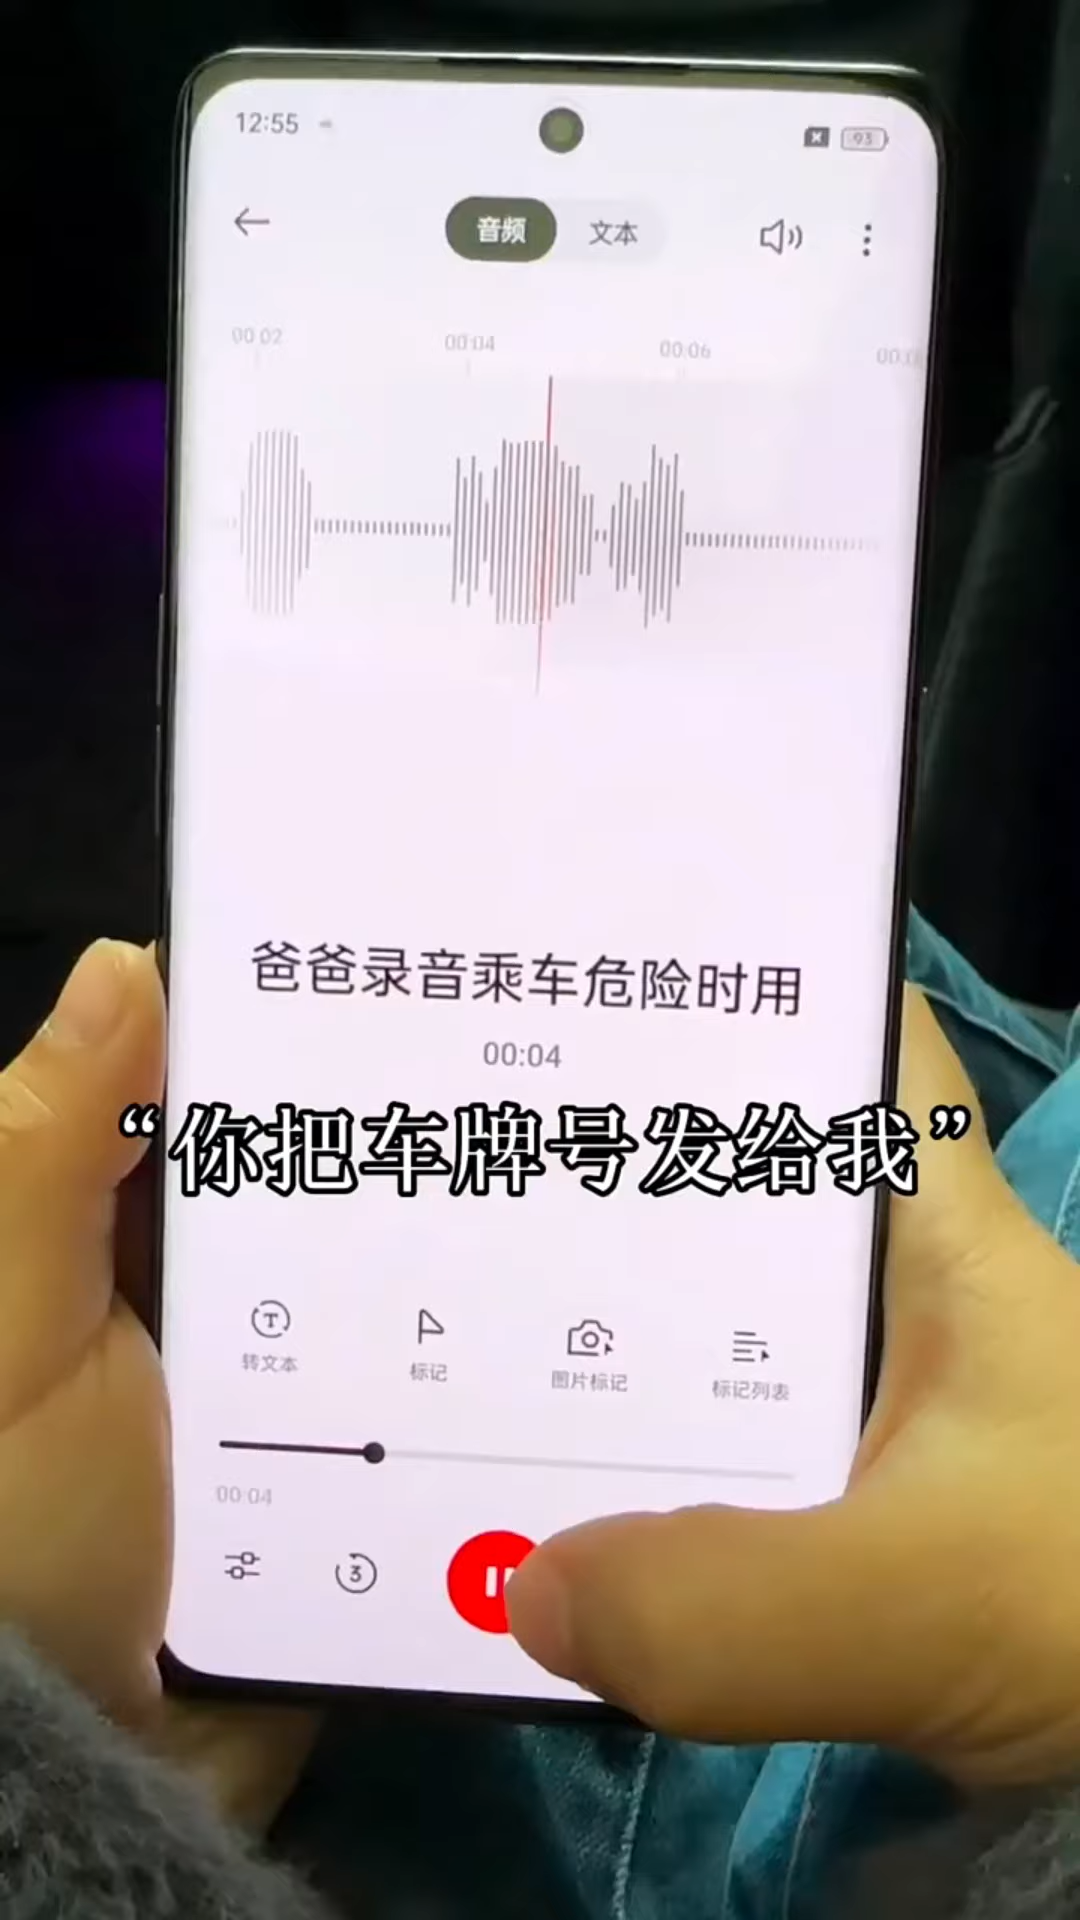 12:55
93
音频 文本
00:02 00:04 00:06
爸爸录音乘车危险时用
00:04
“你把车牌号发给我”
转文本 标记 图片标记 标记列表
00:04
3